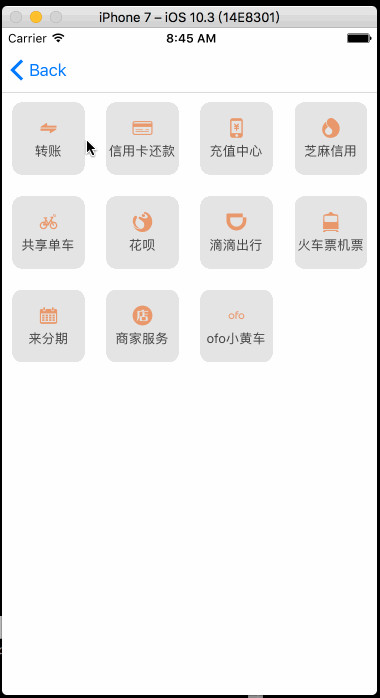 iPhone 7 – iOS 10.3 (14E8301)
Carrier 8:45 AM
Back
转账 信用卡还款 充值中心 芝麻信用
共享单车 花呗 滴滴出行 火车票机票
店 ofo
来分期 商家服务 ofo小黄车